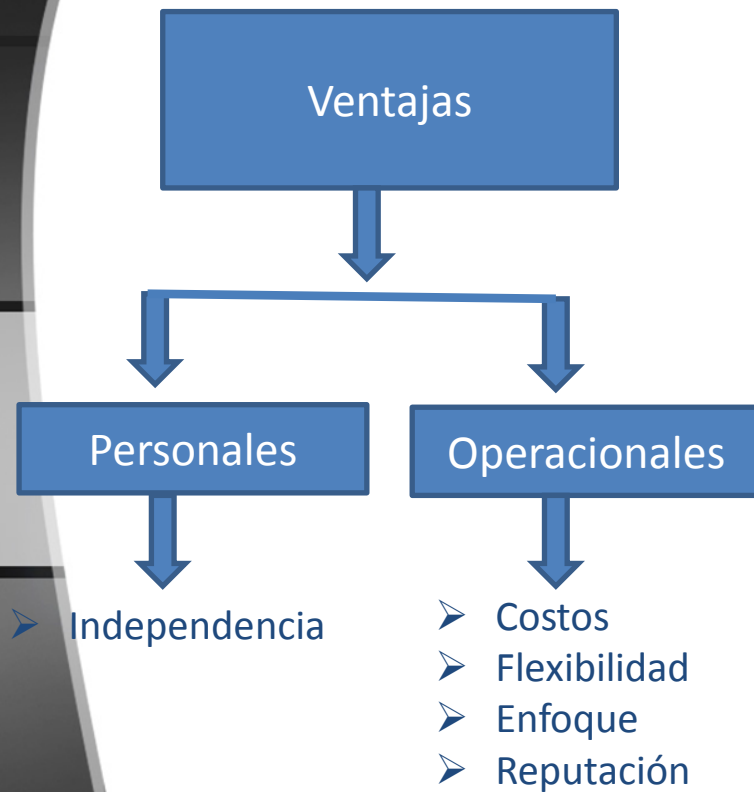 Ventajas
Personales
Operacionales
➢ Independencia
➢ Costos
➢ Flexibilidad
➢ Enfoque
➢ Reputación